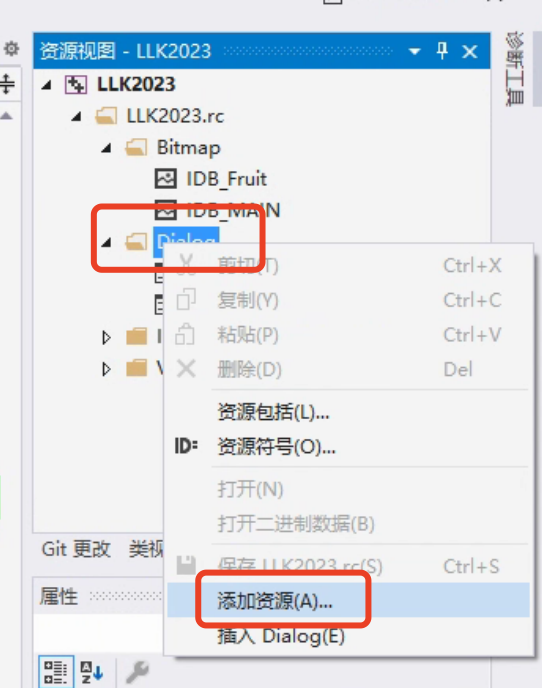 资源视图 - LLK2023
诊断工具
LLK2023
LLK2023.rc
Bitmap
IDB_Fruit
IDB_MAIN
Dialog
剪切(T) Ctrl+X
复制(Y) Ctrl+C
粘贴(P) Ctrl+V
删除(D) Del
资源包括(L)...
ID: 资源符号(O)...
打开(N)
打开二进制数据(B)
Git 更改 类视
保存 LLK2023.rc(S) Ctrl+S
属性
添加资源(A)...
插入 Dialog(E)